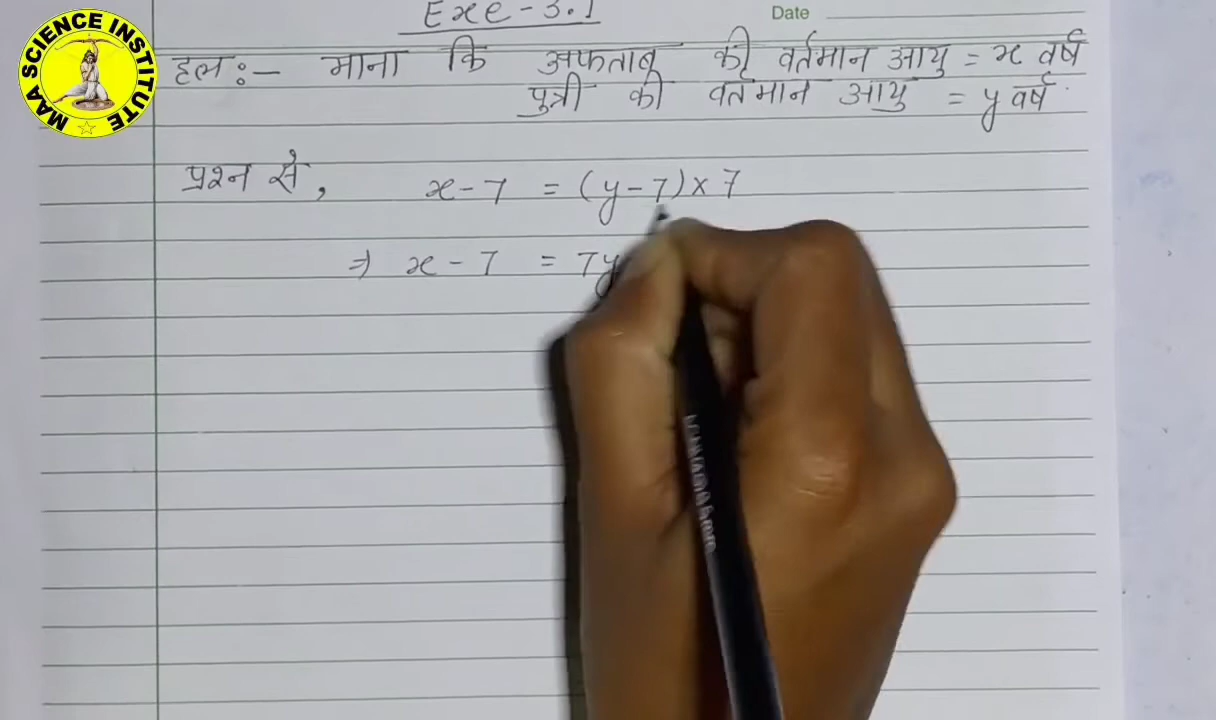 MAA SCIENCE INSTITUTE
Exe - 3.1
Date
हलः- माना कि अफताब की वर्तमान आयु = x वर्ष
पुत्री की वर्तमान आयु = y वर्ष
प्रश्न से, x - 7 = (y - 7) × 7
⇒ x - 7 = 7y